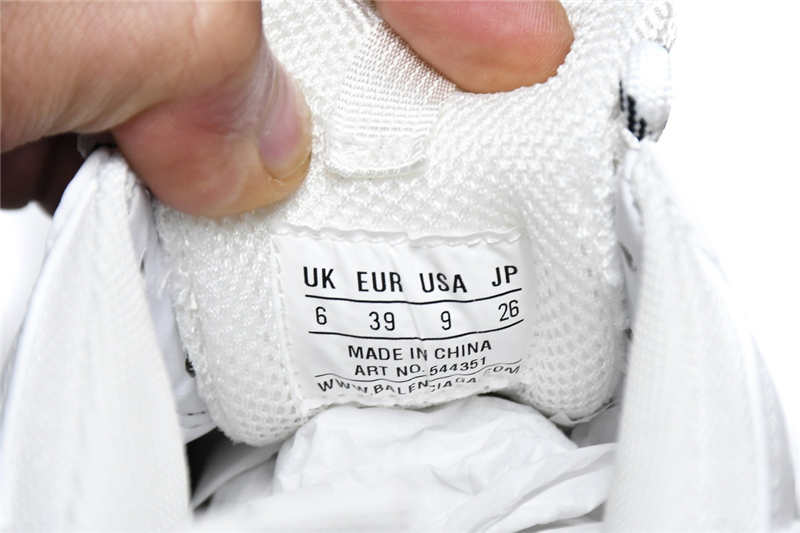 UK EUR USA JP
6 39 9 26
MADE IN CHINA
ART NO. 544351
WWW.BALENCIAGA.COM